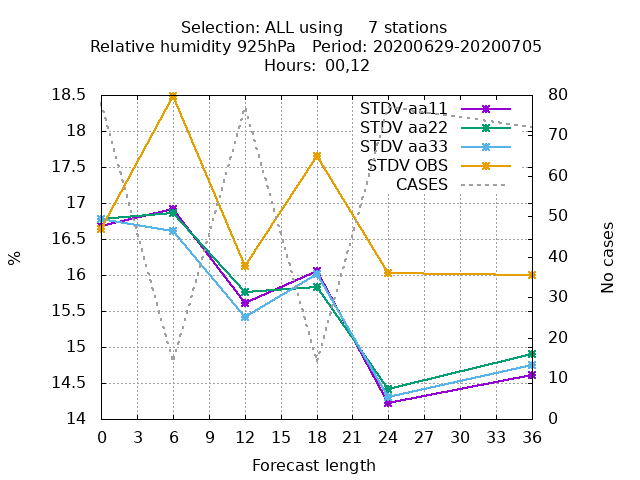 Selection: ALL using 7 stations
Relative humidity 925hPa Period: 20200629-20200705
Hours: 00,12
18.5
18
17.5
17
16.5
16
15.5
15
14.5
14
%
80
70
60
50
40
30
20
10
0
No cases
STDV aa11
STDV aa22
STDV aa33
STDV OBS
CASES
0 3 6 9 12 15 18 21 24 27 30 33 36
Forecast length